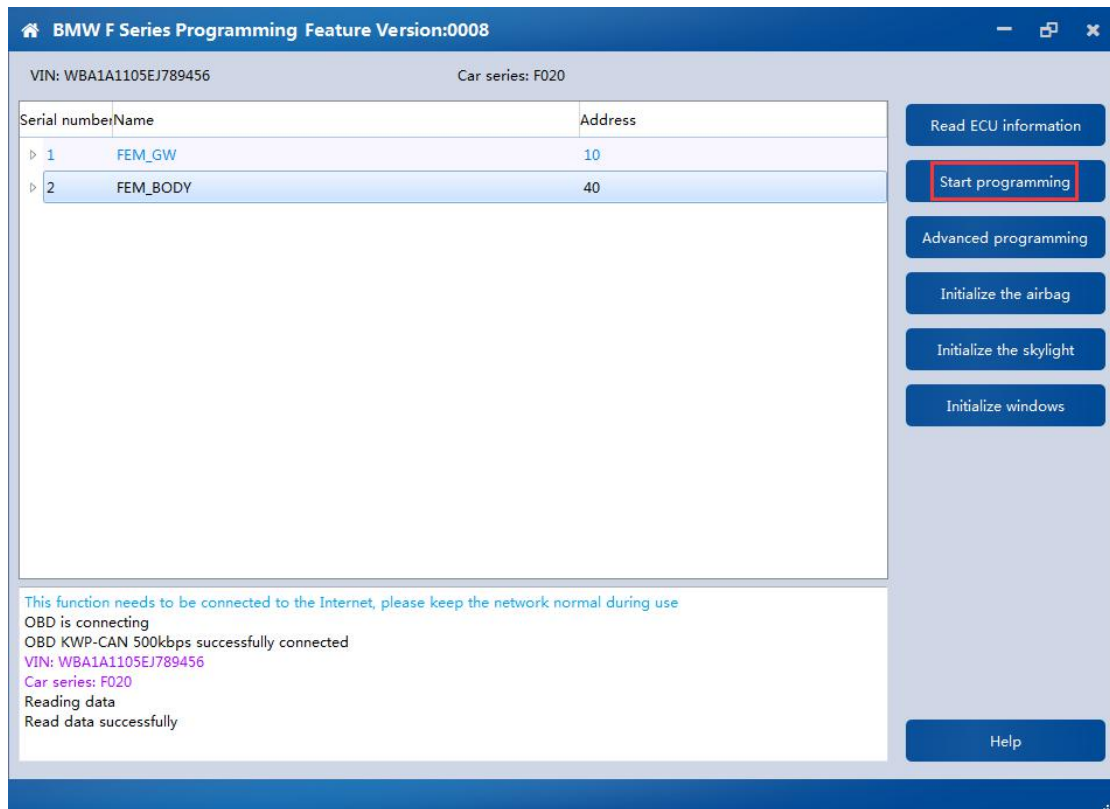 BMW F Series Programming Feature Version:0008
VIN: WBA1A1105EJ789456 Car series: F020
Serial number Name Address
1 FEM_GW 10
2 FEM_BODY 40
Read ECU information
Start programming
Advanced programming
Initialize the airbag
Initialize the skylight
Initialize windows
This function needs to be connected to the Internet, please keep the network normal during use
OBD is connecting
OBD KWP-CAN 500kbps successfully connected
VIN: WBA1A1105EJ789456
Car series: F020
Reading data
Read data successfully
Help